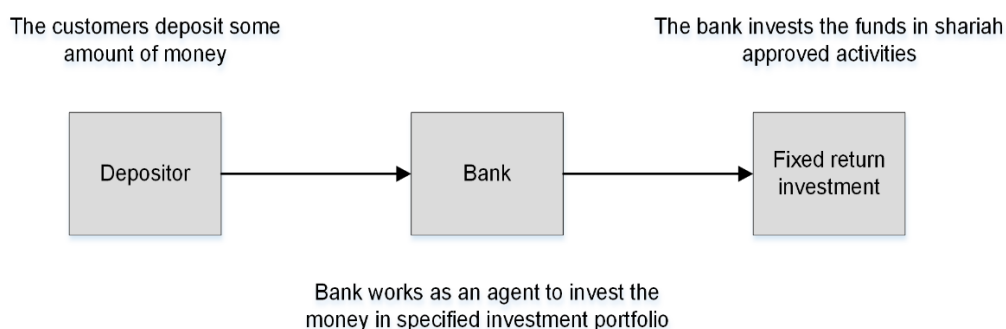 The customers deposit some
amount of money
The bank invests the funds in shariah
approved activities
Depositor
Bank
Fixed return
investment
Bank works as an agent to invest the
money in specified investment portfolio